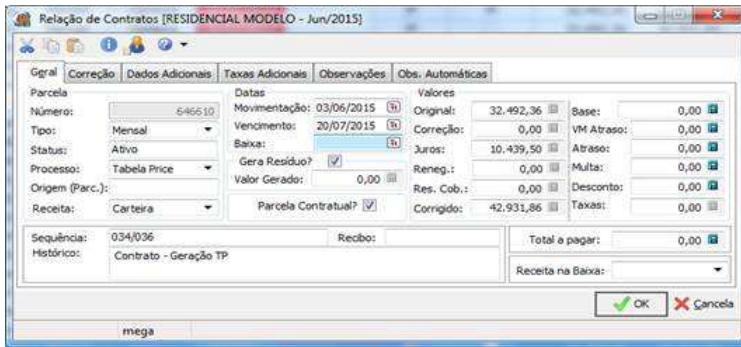 Relação de Contratos [RESIDENCIAL MODELO - Jun/2015]
Geral Correção Dados Adicionais Taxas Adicionais Observações Obs. Automáticas
Parcela
Número: 646610
Tipo: Mensal
Status: Ativo
Processo: Tabela Price
Origem (Parc.):
Receita: Carteira
Datas
Movimentação: 03/06/2015
Vencimento: 20/07/2015
Baixa:
Gera Resíduo?
Valor Gerado: 0,00
Parcela Contratual?
Valores
Original: 32.492,36 Base: 0,00
Correção: 0,00 VM Atraso: 0,00
Juros: 10.439,50 Atraso: 0,00
Reneg.: 0,00 Multa: 0,00
Res. Cob.: 0,00 Desconto: 0,00
Corrigido: 42.931,86 Taxas: 0,00
Sequência: 034/036 Recibo:
Histórico: Contrato - Geração TP
Total a pagar: 0,00
Receita na Baixa:
OK Cancela
mega